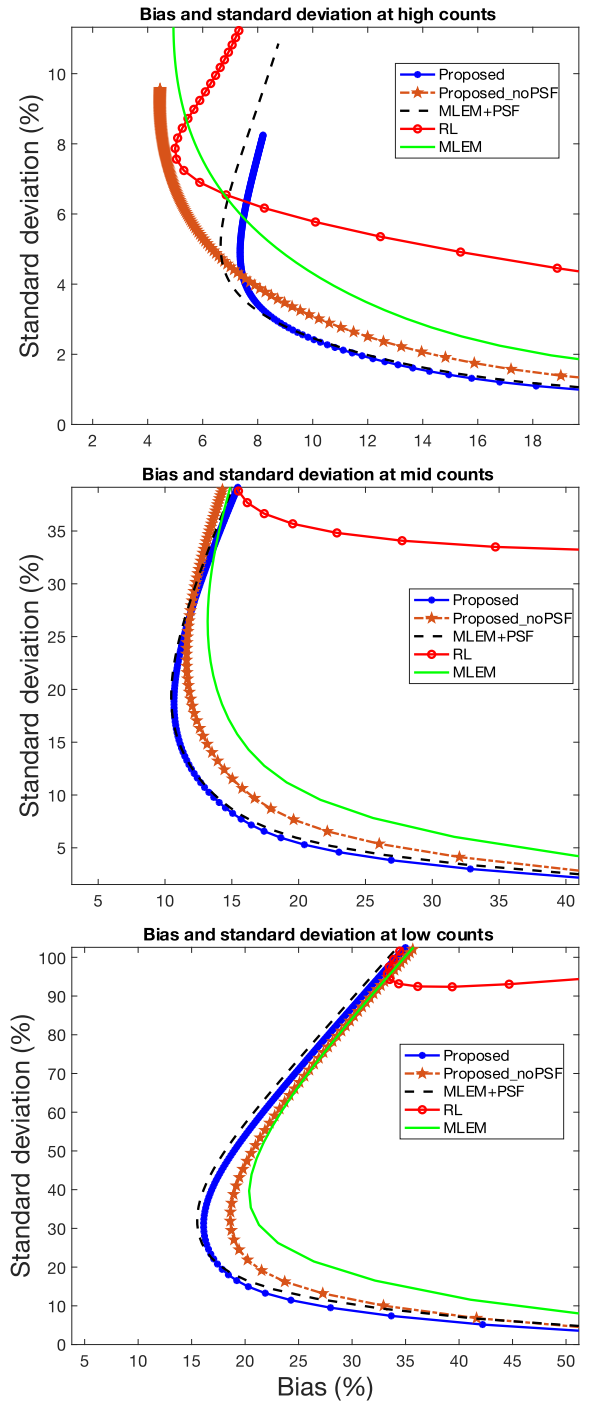 Bias and standard deviation at high counts
Standard deviation (%)
10
8
6
4
2
0
2 4 6 8 10 12 14 16 18
Proposed
Proposed_noPSF
MLEM+PSF
RL
MLEM
Bias and standard deviation at mid counts
Standard deviation (%)
35
30
25
20
15
10
5
5 10 15 20 25 30 35 40
Proposed
Proposed_noPSF
MLEM+PSF
RL
MLEM
Bias and standard deviation at low counts
Standard deviation (%)
100
90
80
70
60
50
40
30
20
10
0
5 10 15 20 25 30 35 40 45 50
Proposed
Proposed_noPSF
MLEM+PSF
RL
MLEM
Bias (%)